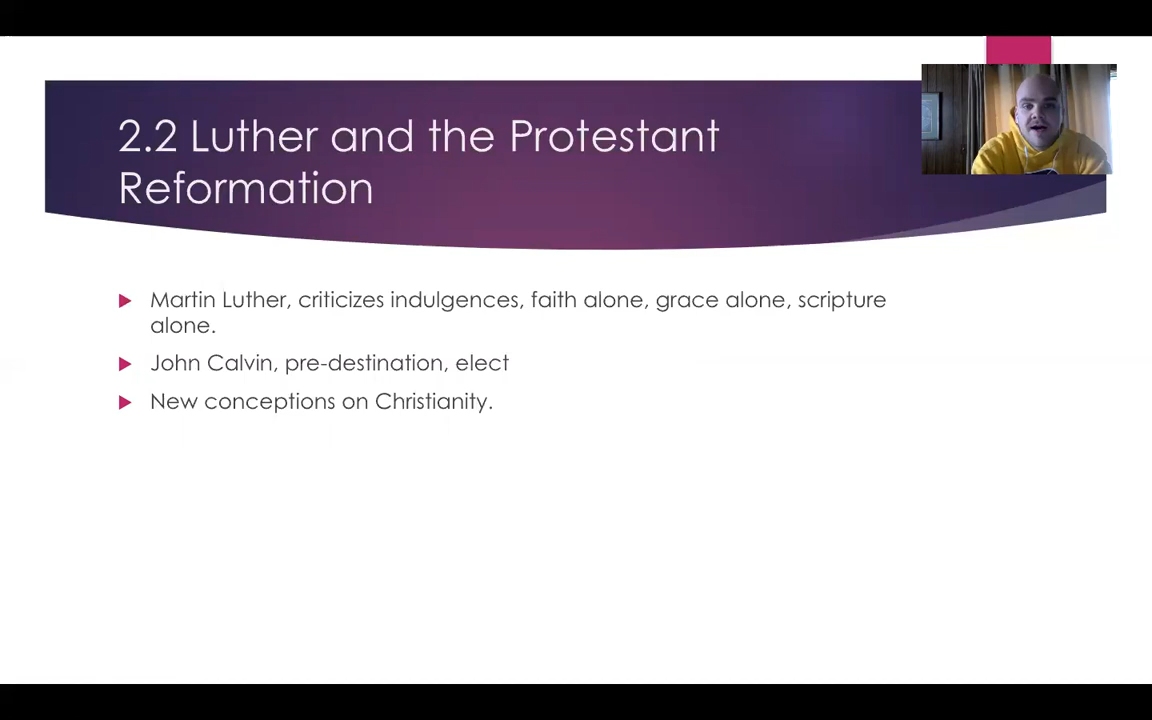 2.2 Luther and the Protestant
Reformation
Martin Luther, criticizes indulgences, faith alone, grace alone, scripture
alone.
John Calvin, pre-destination, elect
New conceptions on Christianity.